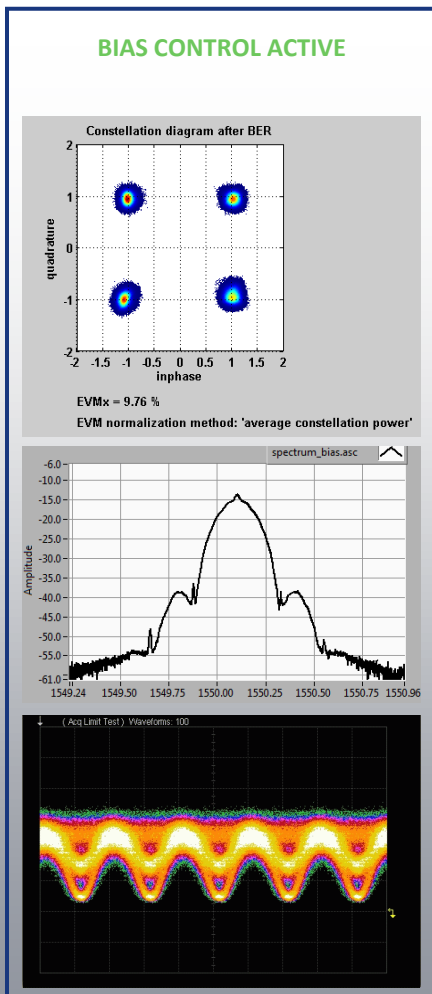 BIAS CONTROL ACTIVE
Constellation diagram after BER
2
1
0
-1
-2
quadrature
-2 -1.5 -1 -0.5 0 0.5 1 1.5 2
inphase
EVMx = 9.76 %
EVM normalization method: 'average constellation power'
spectrum_bias.asc
-6.0
-10.0
-15.0
-20.0
-25.0
-30.0
-35.0
-40.0
-45.0
-50.0
-55.0
-61.0
Amplitude
1549.24 1549.50 1549.75 1550.00 1550.25 1550.50 1550.75 1550.96
( Acq Limit Test ) Waveforms: 100